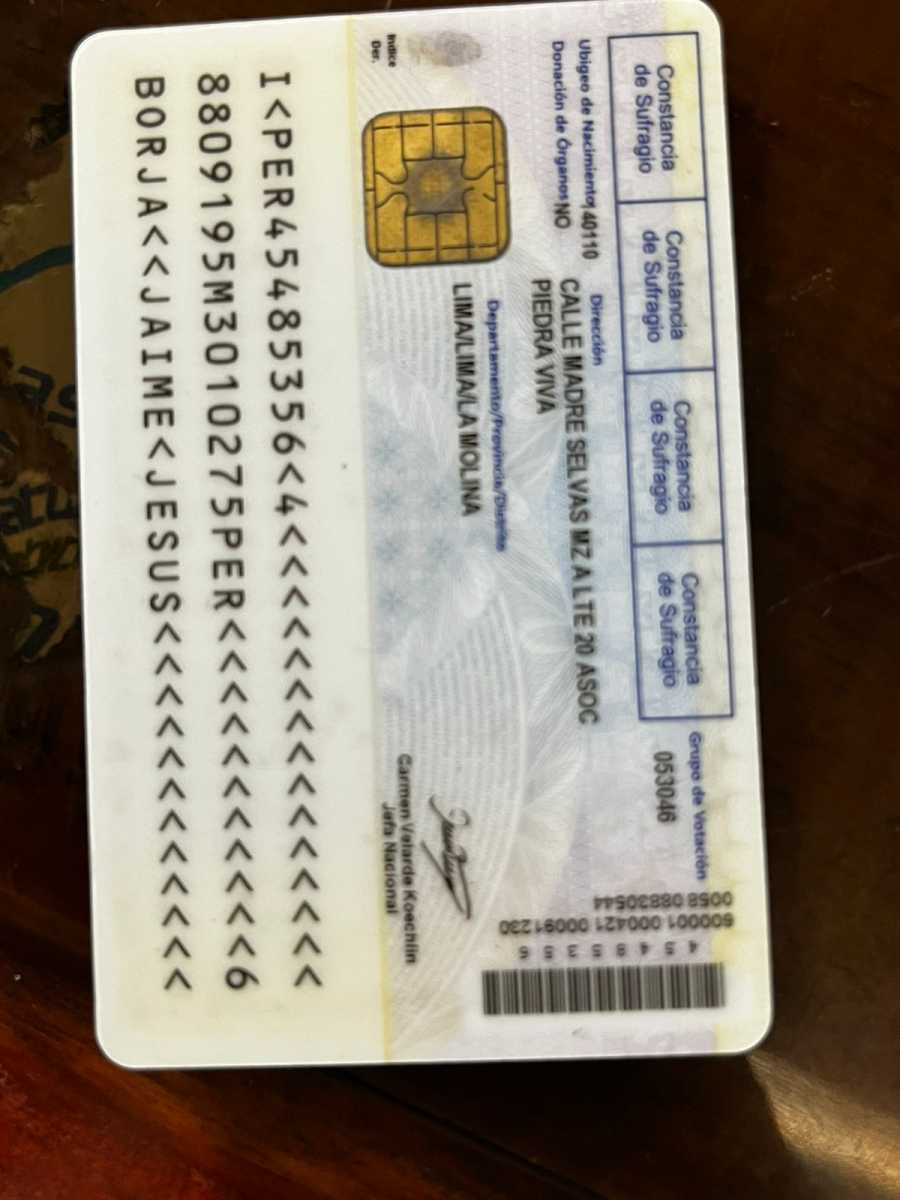 Constancia
de Sufragio
Constancia
de Sufragio
Constancia
de Sufragio
Constancia
de Sufragio
Grupo de Votación
053046
Ubigeo de Nacimiento 140110
Donación de Órganos NO
Dirección
CALLE MADRE SELVAS MZ A LTE 20 ASOC
PIEDRA VIVA
Departamento/Provincia/Distrito
LIMA/LIMA/LA MOLINA
Indice
Der.
0058 08830544
600001 000421 00091230
4 5 4 8 5 3 5 6
Carmen Velarde Koechlin
Jefa Nacional
I<PER45485356<4<<<<<<<<<<<<<<<
8809195M3010275PER<<<<<<<<<<<6
BORJA<<JAIME<JESUS<<<<<<<<<<<<